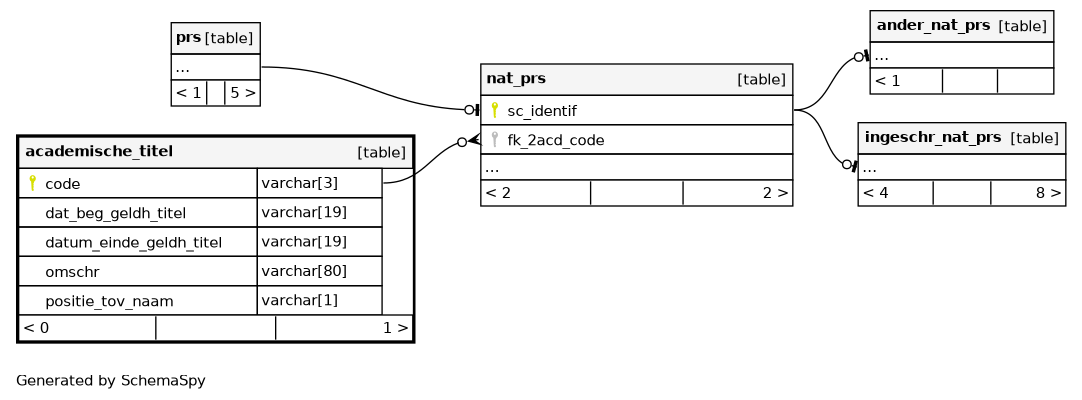 prs [table]
...
< 1 5 >
academische_titel [table]
code varchar[3]
dat_beg_geldh_titel varchar[19]
datum_einde_geldh_titel varchar[19]
omschr varchar[80]
positie_tov_naam varchar[1]
< 0 1 >
nat_prs [table]
sc_identif
fk_2acd_code
...
< 2 2 >
ander_nat_prs [table]
...
< 1
ingeschr_nat_prs [table]
...
< 4 8 >
Generated by SchemaSpy